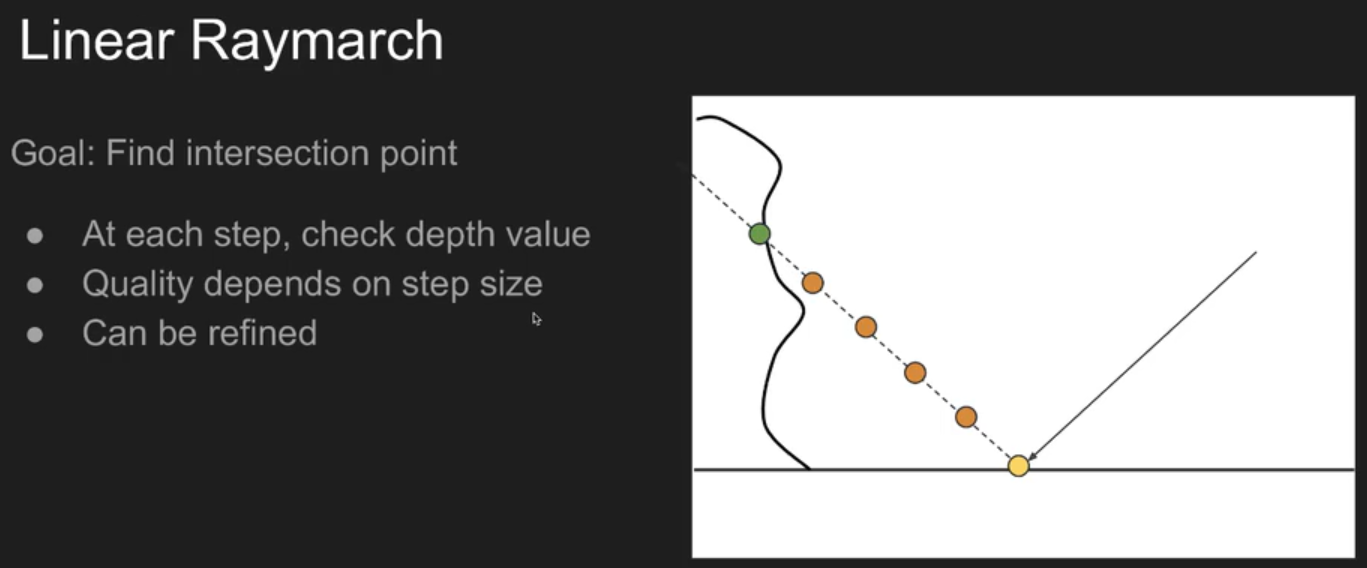 Linear Raymarch
Goal: Find intersection point
● At each step, check depth value
● Quality depends on step size
● Can be refined